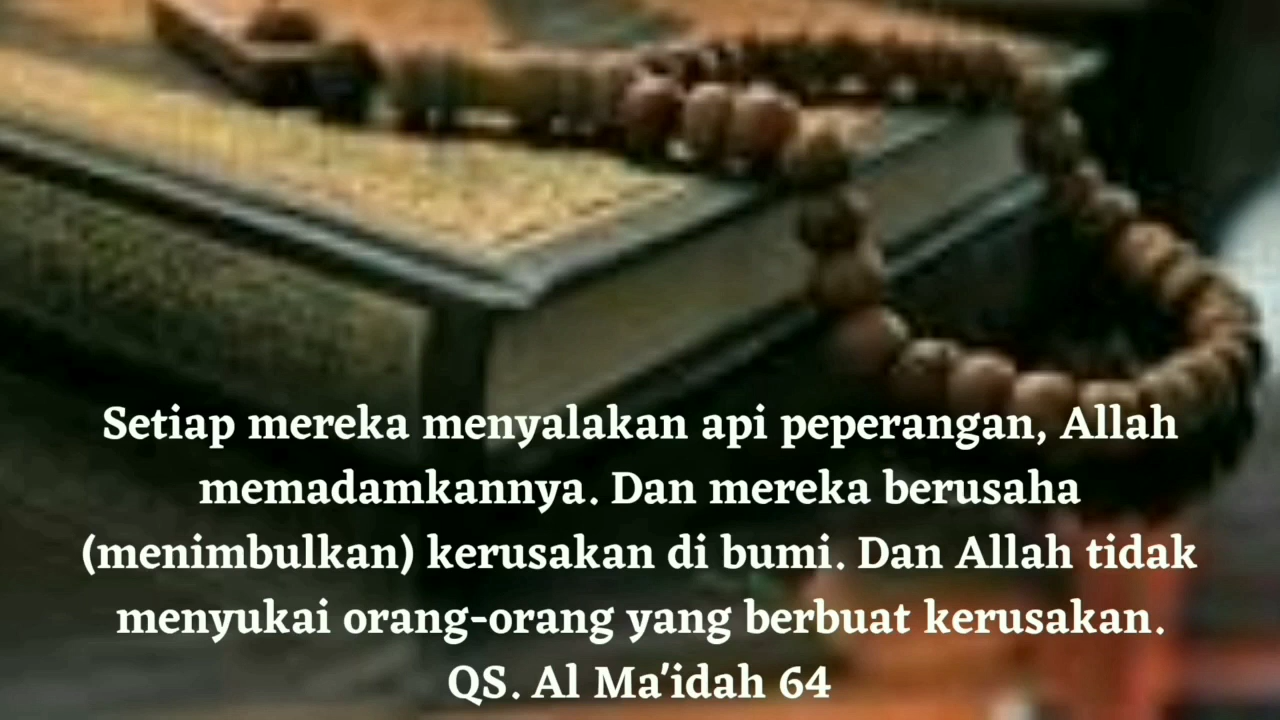 Setiap mereka menyalakan api peperangan, Allah
memadamkannya. Dan mereka berusaha
(menimbulkan) kerusakan di bumi. Dan Allah tidak
menyukai orang-orang yang berbuat kerusakan.
QS. Al Ma'idah 64